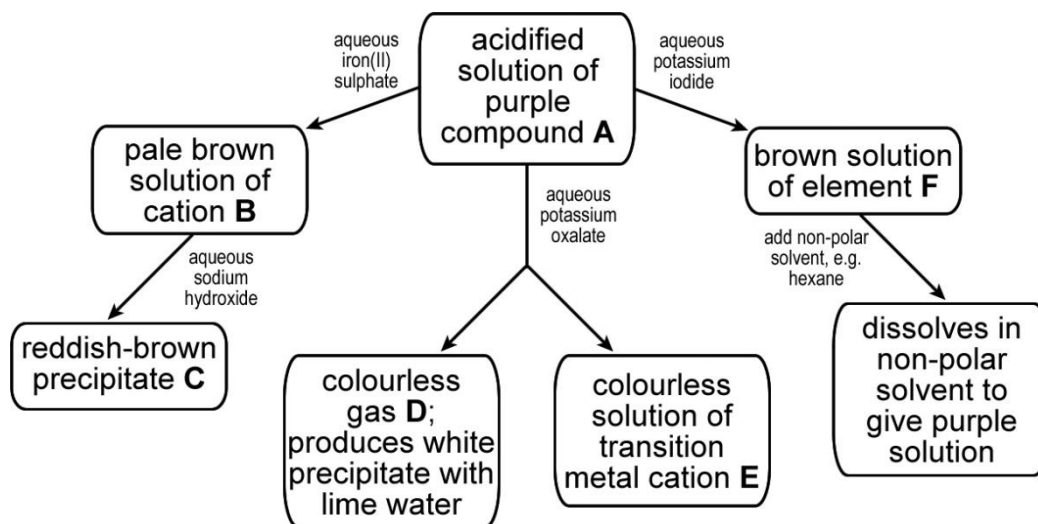 acidified
solution of
purple
compound A
aqueous
iron(II)
sulphate
aqueous
potassium
iodide
pale brown
solution of
cation B
brown solution
of element F
aqueous
potassium
oxalate
aqueous
sodium
hydroxide
add non-polar
solvent, e.g.
hexane
reddish-brown
precipitate C
colourless
gas D;
produces white
precipitate with
lime water
colourless
solution of
transition
metal cation E
dissolves in
non-polar
solvent to
give purple
solution